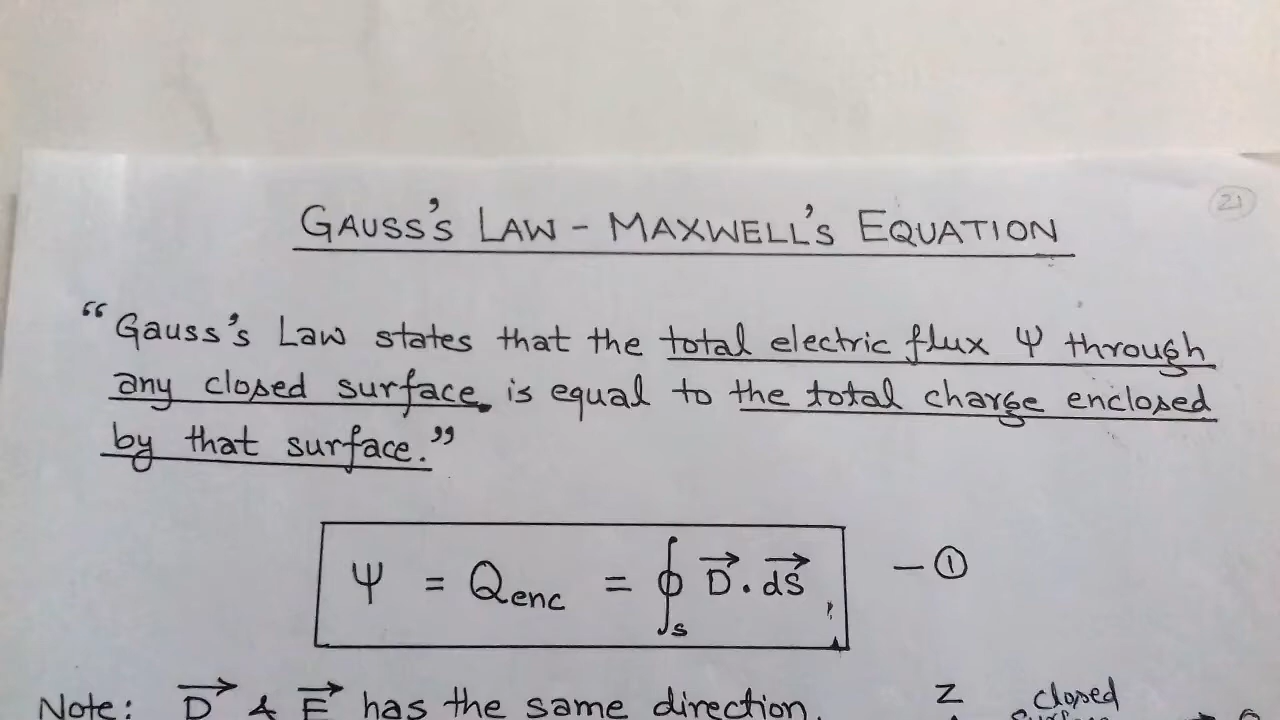 21
GAUSS'S LAW - MAXWELL'S EQUATION
“Gauss's Law states that the total electric flux Ψ through
any closed surface is equal to the total charge enclosed
by that surface.”
Ψ = Qenc = ∮s D⃗ . dS⃗ — ①
Note: D⃗ & E⃗ has the same direction.
Z closed